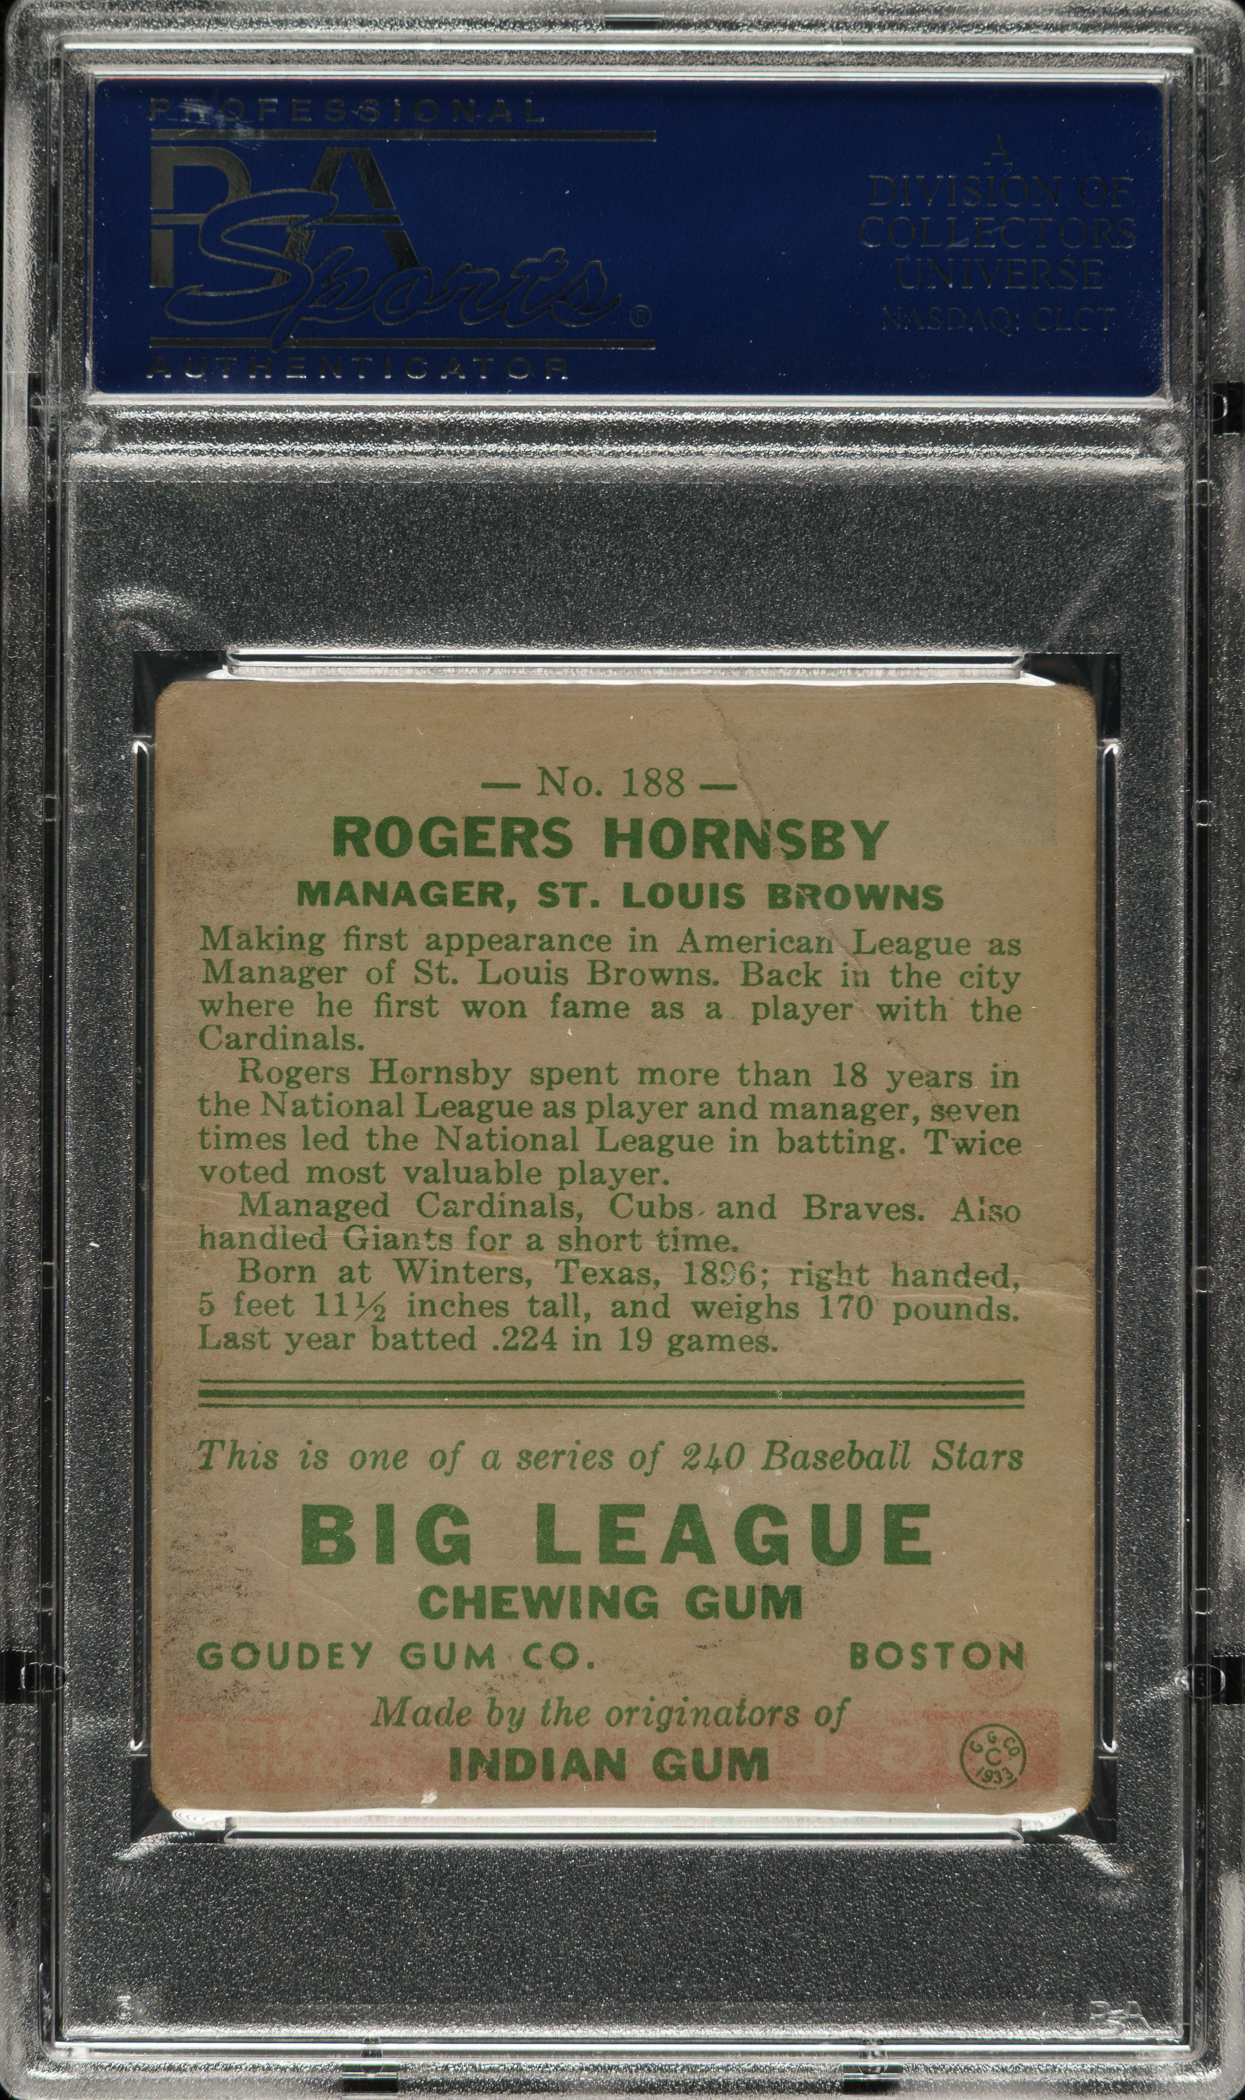 PROFESSIONAL
PSA
Sports ®
AUTHENTICATOR
A
DIVISION OF
COLLECTORS
UNIVERSE
NASDAQ: CLCT
— No. 188 —
ROGERS HORNSBY
MANAGER, ST. LOUIS BROWNS
Making first appearance in American League as
Manager of St. Louis Browns. Back in the city
where he first won fame as a player with the
Cardinals.
Rogers Hornsby spent more than 18 years in
the National League as player and manager, seven
times led the National League in batting. Twice
voted most valuable player.
Managed Cardinals, Cubs and Braves. Also
handled Giants for a short time.
Born at Winters, Texas, 1896; right handed,
5 feet 11½ inches tall, and weighs 170 pounds.
Last year batted .224 in 19 games.
This is one of a series of 240 Baseball Stars
BIG LEAGUE
CHEWING GUM
GOUDEY GUM CO. BOSTON
Made by the originators of
INDIAN GUM
G. G. CO.
C
1933
PSA